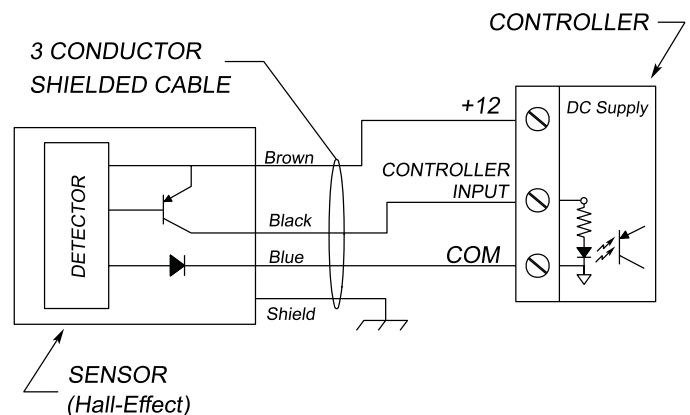 CONTROLLER
3 CONDUCTOR
SHIELDED CABLE
+12
DC Supply
Brown
CONTROLLER
INPUT
DETECTOR
Black
Blue
COM
Shield
SENSOR
(Hall-Effect)